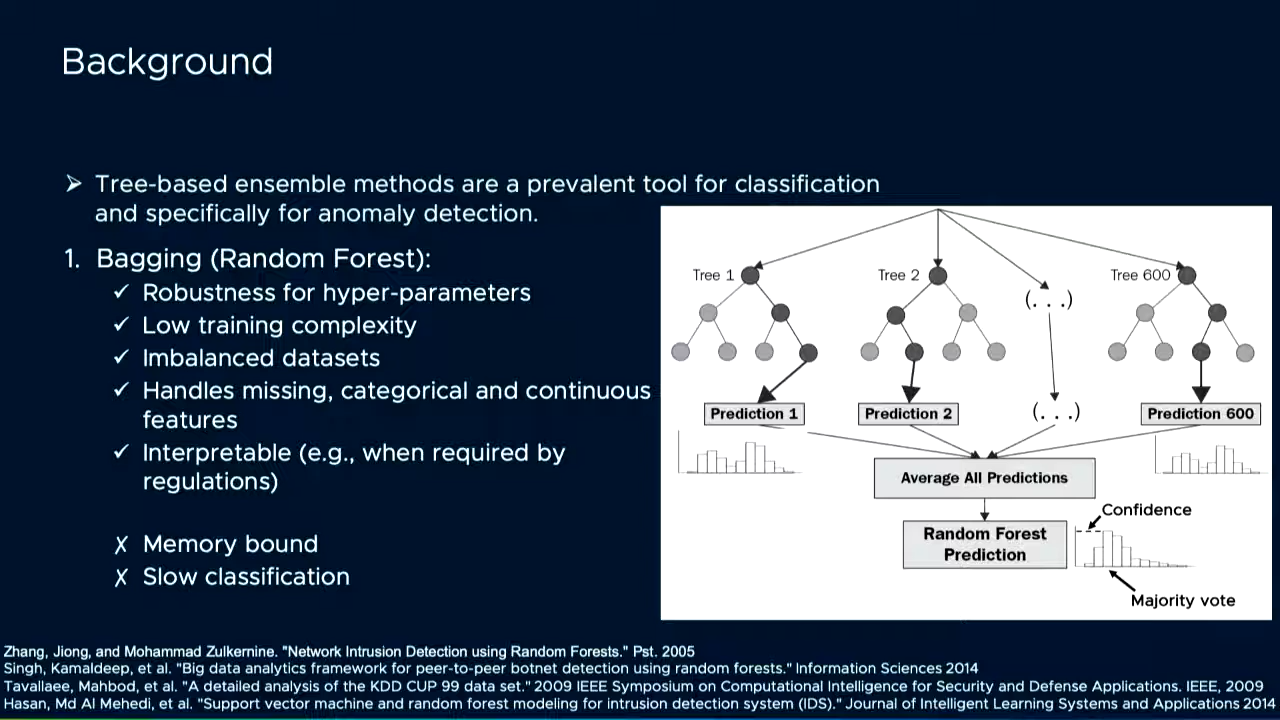 Background
➢ Tree-based ensemble methods are a prevalent tool for classification
and specifically for anomaly detection.
1. Bagging (Random Forest):
✓ Robustness for hyper-parameters
✓ Low training complexity
✓ Imbalanced datasets
✓ Handles missing, categorical and continuous
features
✓ Interpretable (e.g., when required by
regulations)
✗ Memory bound
✗ Slow classification
Tree 1
Tree 2
Tree 600
(. . .)
Prediction 1
Prediction 2
(. . .)
Prediction 600
Average All Predictions
Confidence
Random Forest
Prediction
Majority vote
Zhang, Jiong, and Mohammad Zulkernine. "Network Intrusion Detection using Random Forests." Pst. 2005
Singh, Kamaldeep, et al. "Big data analytics framework for peer-to-peer botnet detection using random forests." Information Sciences 2014
Tavallaee, Mahbod, et al. "A detailed analysis of the KDD CUP 99 data set." 2009 IEEE Symposium on Computational Intelligence for Security and Defense Applications. IEEE, 2009
Hasan, Md Al Mehedi, et al. "Support vector machine and random forest modeling for intrusion detection system (IDS)." Journal of Intelligent Learning Systems and Applications 2014